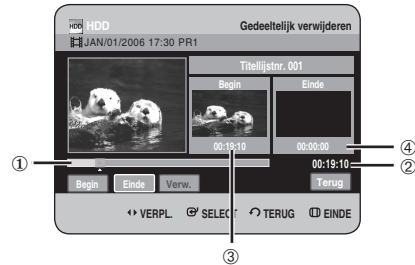 HDD HDD Gedeeltelijk verwijderen
JAN/01/2006 17:30 PR1
Titellijstnr. 001
Begin Einde
00:19:10 00:00:00 ④
① 00:19:10 ②
Begin Einde Verw. Terug
VERPL. SELECT TERUG EINDE
③